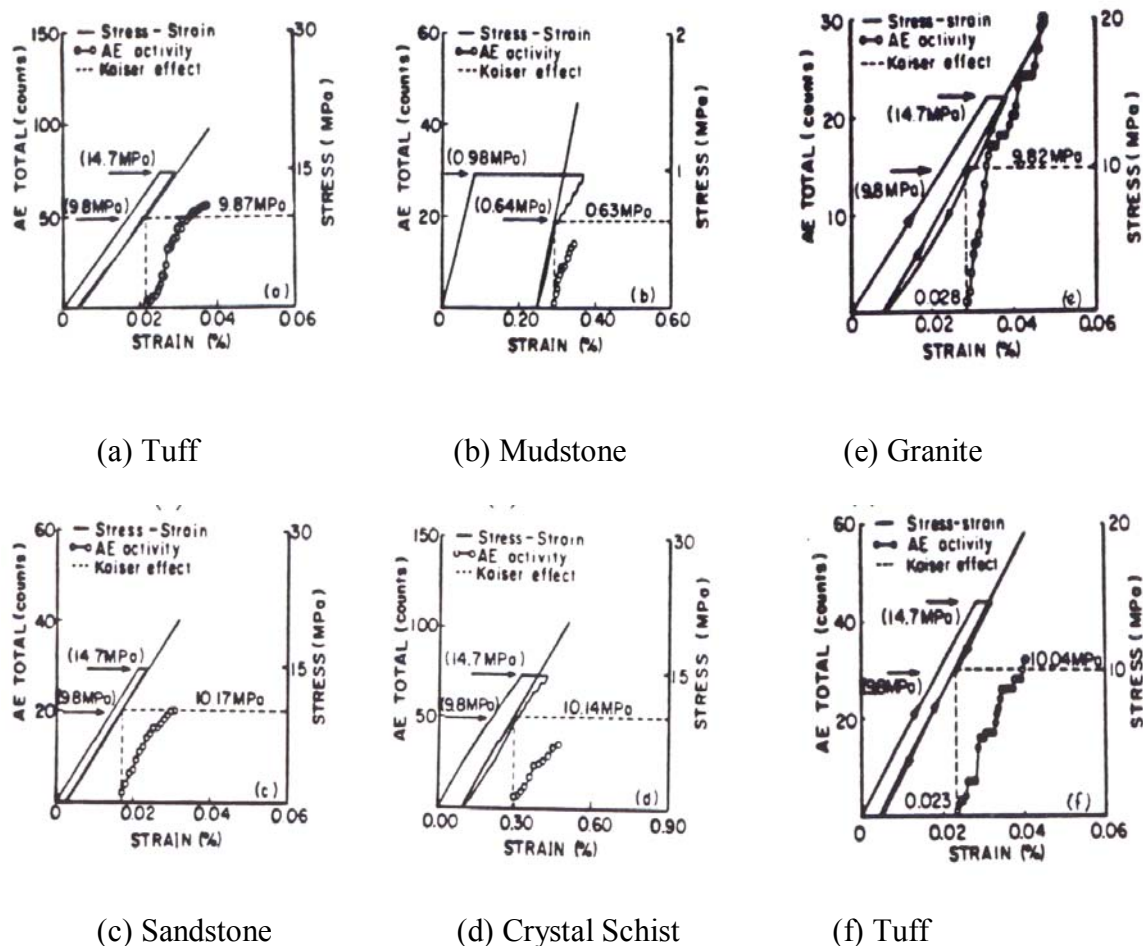 150
Stress-Strain
AE activity
Kaiser effect
30
100
(14.7MPa)
15
(9.8MPa)
50
9.87MPa
(a)
0
0 0.02 0.04 0.06
STRAIN (%)
AE TOTAL (counts)
STRESS (MPa)
60
Stress-Strain
AE activity
Kaiser effect
2
40
(0.98MPa)
1
(0.64MPa)
20
0.63MPa
(b)
0
0 0.20 0.40 0.60
STRAIN (%)
AE TOTAL (counts)
STRESS (MPa)
30
Stress-strain
AE activity
Kaiser effect
20
(14.7MPa)
20
(9.8MPa)
9.82MPa
10
10
0.028
(e)
0
0 0.02 0.04 0.06
STRAIN (%)
AE TOTAL (counts)
STRESS (MPa)
(a) Tuff
(b) Mudstone
(e) Granite
60
Stress-Strain
AE activity
Kaiser effect
30
40
(14.7MPa)
15
(9.8MPa)
20
10.17MPa
(c)
0
0 0.02 0.04 0.06
STRAIN (%)
AE TOTAL (counts)
STRESS (MPa)
150
Stress-Strain
AE activity
Kaiser effect
30
100
(14.7MPa)
15
(9.8MPa)
50
10.14MPa
(d)
0
0.00 0.30 0.60 0.90
STRAIN (%)
AE TOTAL (counts)
STRESS (MPa)
60
Stress-strain
AE activity
Kaiser effect
20
40
(14.7MPa)
10.04MPa
10
(9.8MPa)
20
0.023
(f)
0
0 0.02 0.04 0.06
STRAIN (%)
AE TOTAL (counts)
STRESS (MPa)
(c) Sandstone
(d) Crystal Schist
(f) Tuff